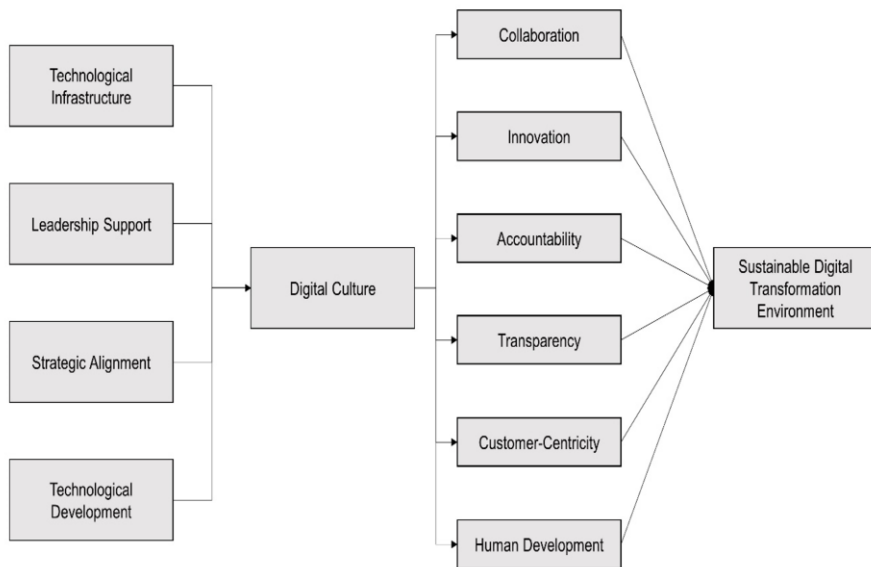 Technological
Infrastructure
Leadership Support
Strategic Alignment
Technological
Development
Digital Culture
Collaboration
Innovation
Accountability
Transparency
Customer-Centricity
Human Development
Sustainable Digital
Transformation
Environment